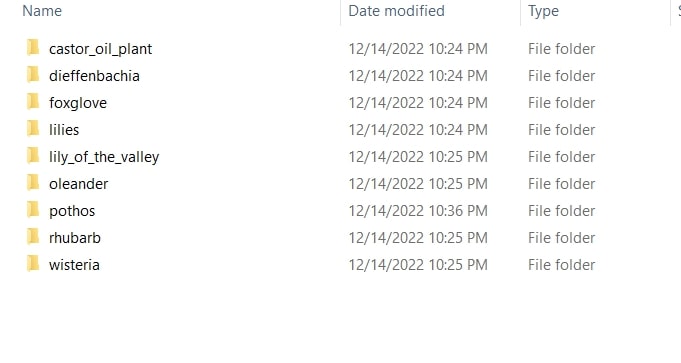 Name Date modified Type
castor_oil_plant 12/14/2022 10:24 PM File folder
dieffenbachia 12/14/2022 10:24 PM File folder
foxglove 12/14/2022 10:24 PM File folder
lilies 12/14/2022 10:24 PM File folder
lily_of_the_valley 12/14/2022 10:25 PM File folder
oleander 12/14/2022 10:25 PM File folder
pothos 12/14/2022 10:36 PM File folder
rhubarb 12/14/2022 10:25 PM File folder
wisteria 12/14/2022 10:25 PM File folder